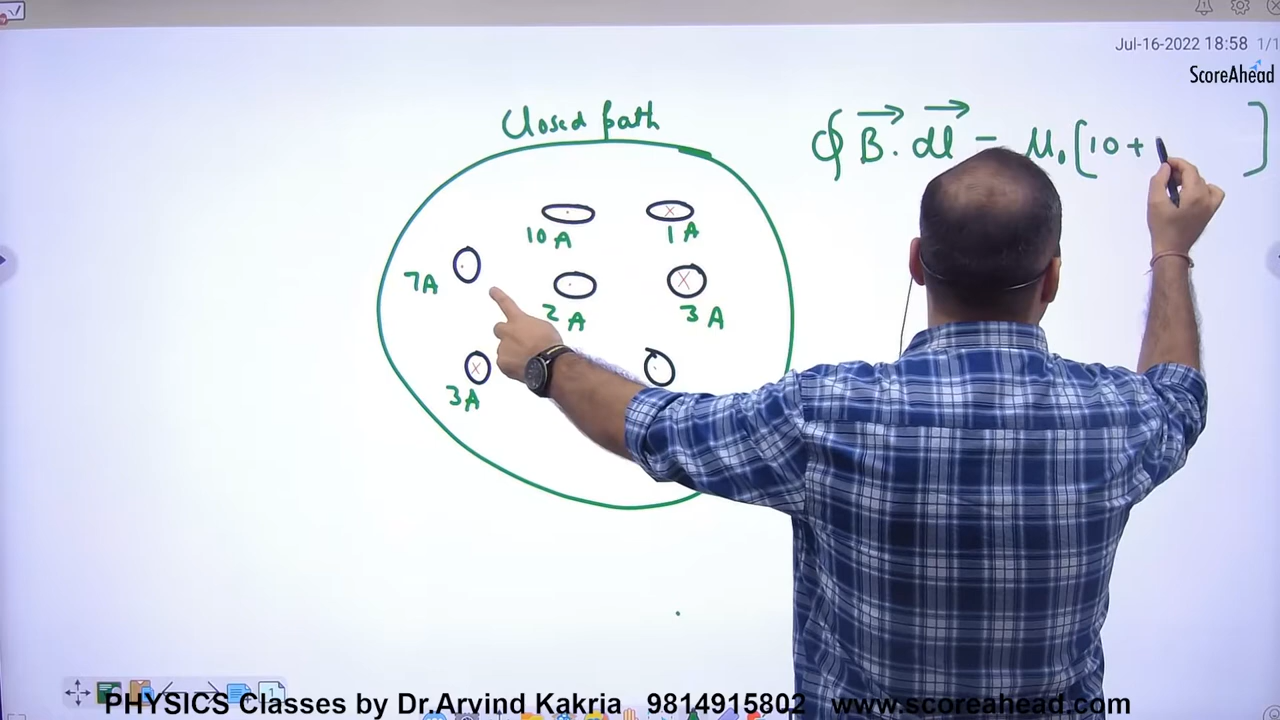 Jul-16-2022 18:58 1/1
ScoreAhead
Closed path
∮ B⃗ . dl⃗ = μ₀ [10 + ]
10 A
1 A
7A
2 A
3 A
3A
1
PHYSICS Classes by Dr.Arvind Kakria 9814915802 www.scoreahead.com